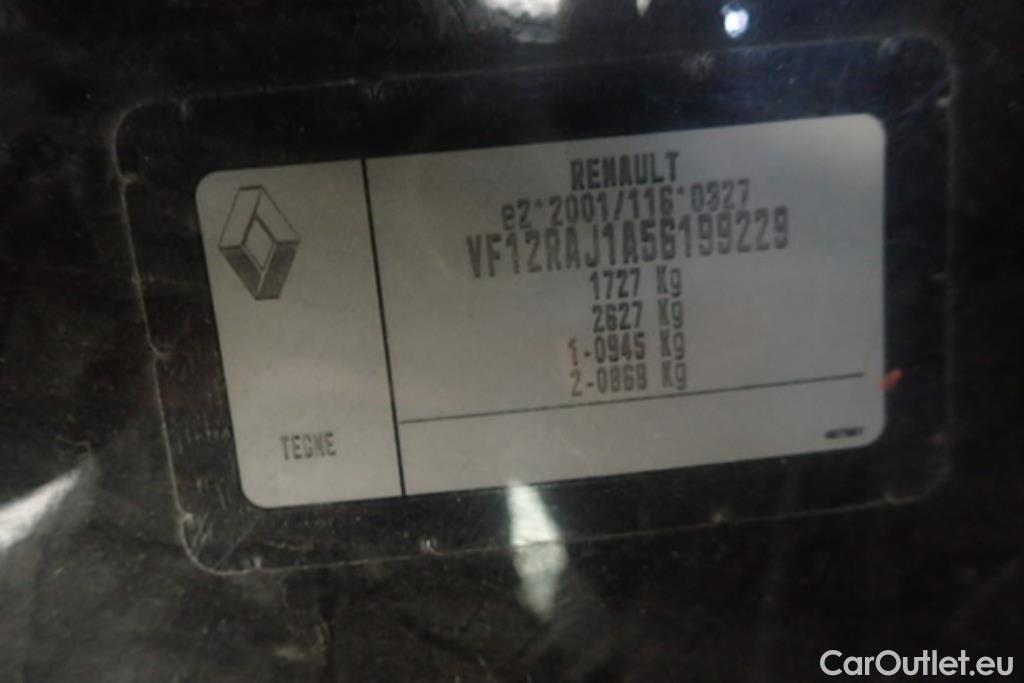 RENAULT
e2*2001/116*0327
VF12RAJ1A56199229
1727 Kg
2627 Kg
1-0945 Kg
2-0868 Kg
TEGNE
CarOutlet.eu